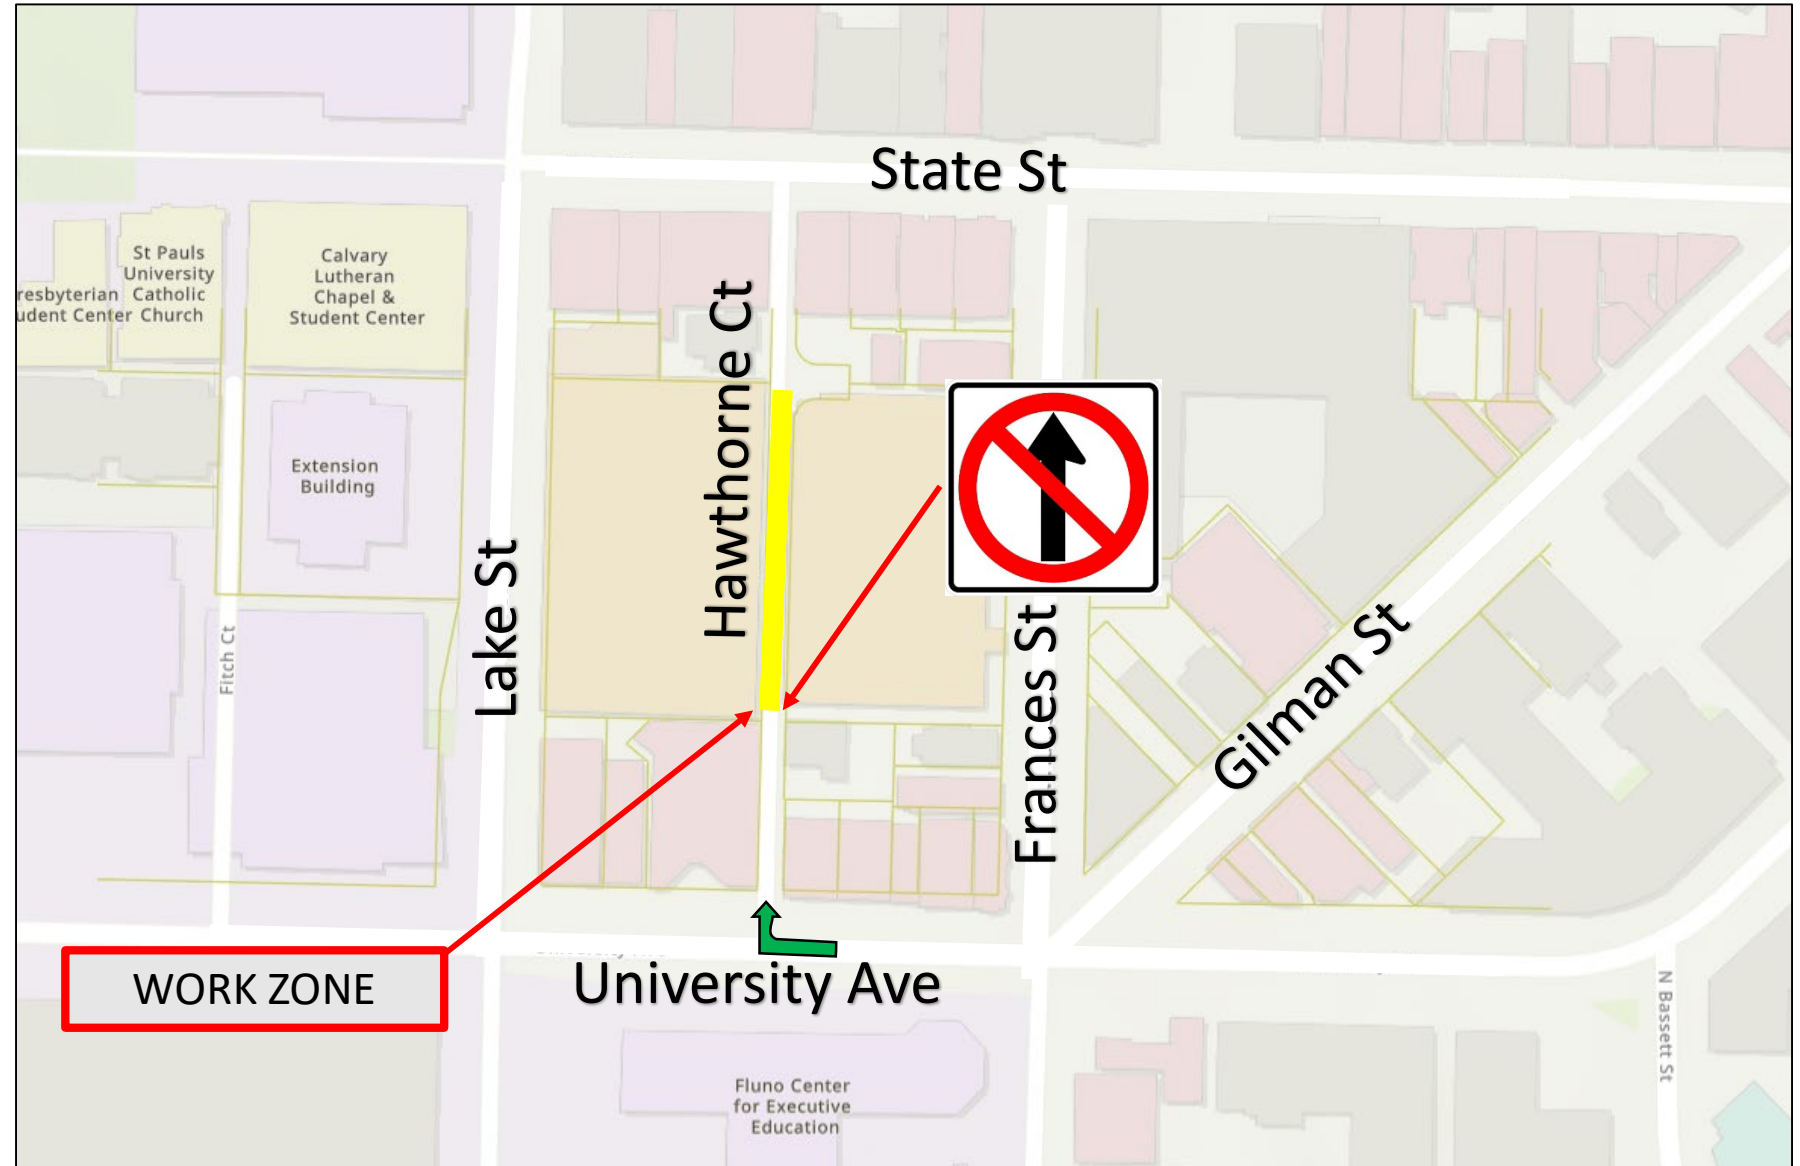 State St
St Pauls
University
Catholic
Church
resbyterian
udent Center
Calvary
Lutheran
Chapel &
Student Center
Hawthorne Ct
Extension
Building
Lake St
Frances St
Gilman St
Fitch Ct
WORK ZONE
University Ave
N Bassett St
Fluno Center
for Executive
Education